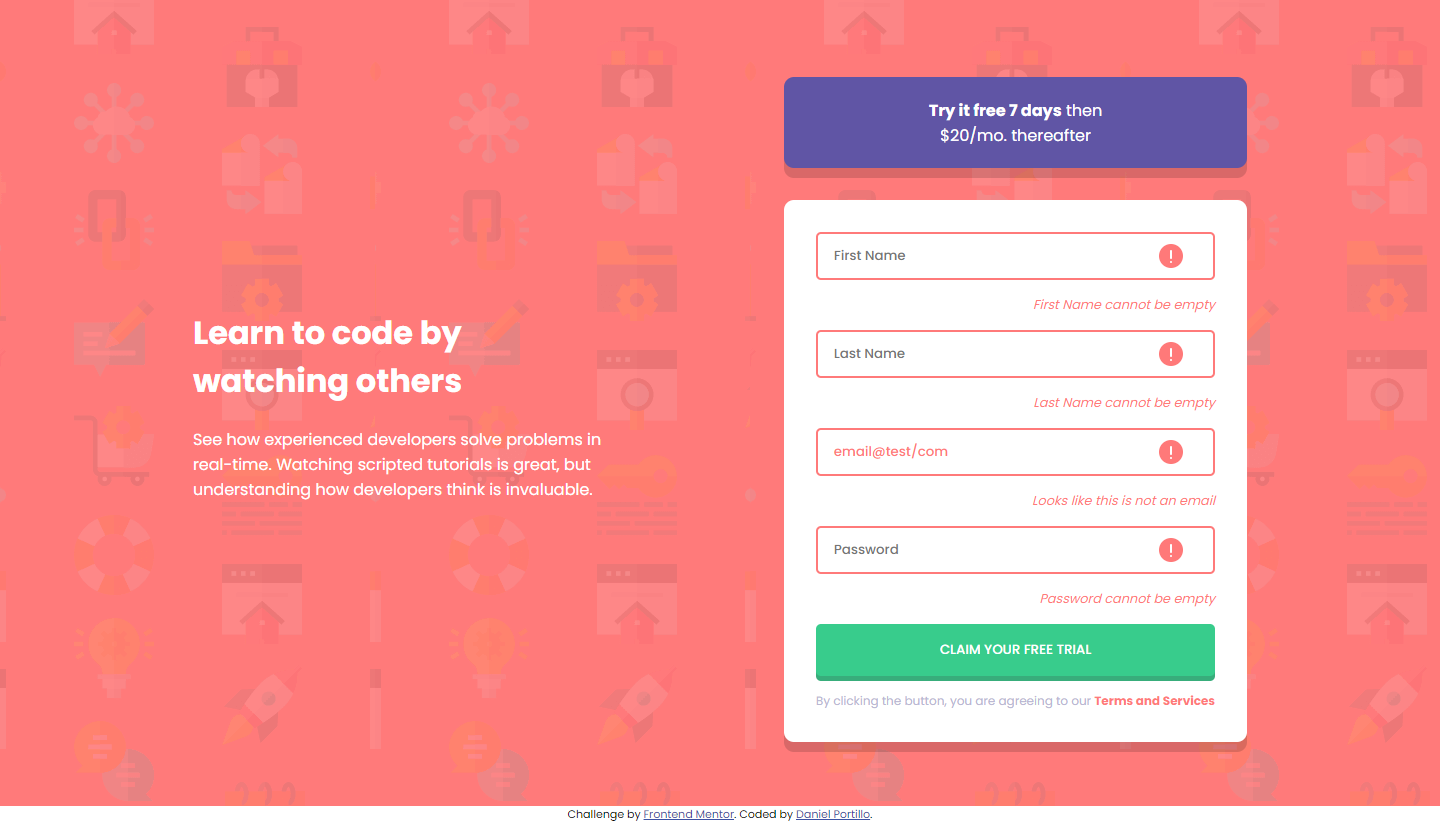 Learn to code by
watching others
See how experienced developers solve problems in
real-time. Watching scripted tutorials is great, but
understanding how developers think is invaluable.
Try it free 7 days then
$20/mo. thereafter
First Name
First Name cannot be empty
Last Name
Last Name cannot be empty
email@test/com
Looks like this is not an email
Password
Password cannot be empty
CLAIM YOUR FREE TRIAL
By clicking the button, you are agreeing to our Terms and Services
Challenge by Frontend Mentor. Coded by Daniel Portillo.